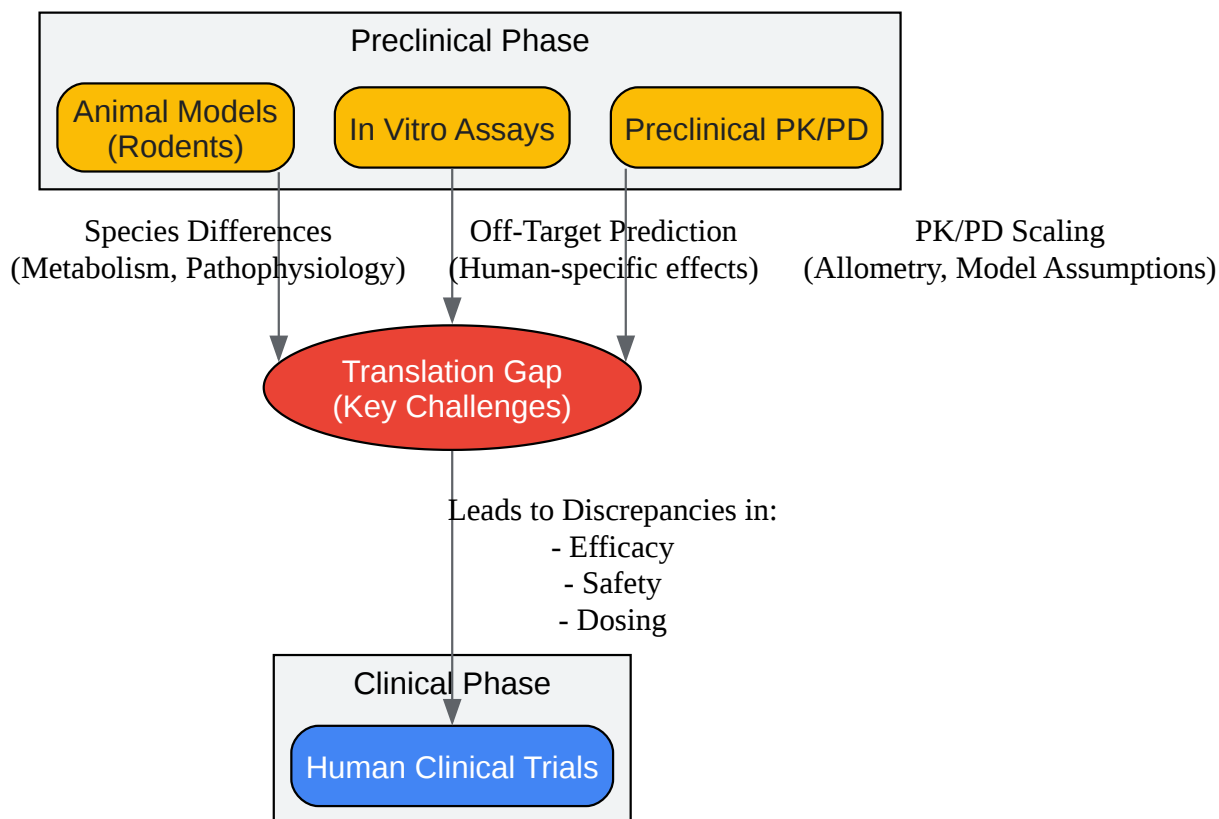 Preclinical Phase
Animal Models
(Rodents)
In Vitro Assays
Preclinical PK/PD
Species Differences
(Metabolism, Pathophysiology)
Off-Target Prediction
(Human-specific effects)
PK/PD Scaling
(Allometry, Model Assumptions)
Translation Gap
(Key Challenges)
Leads to Discrepancies in:
- Efficacy
- Safety
- Dosing
Clinical Phase
Human Clinical Trials